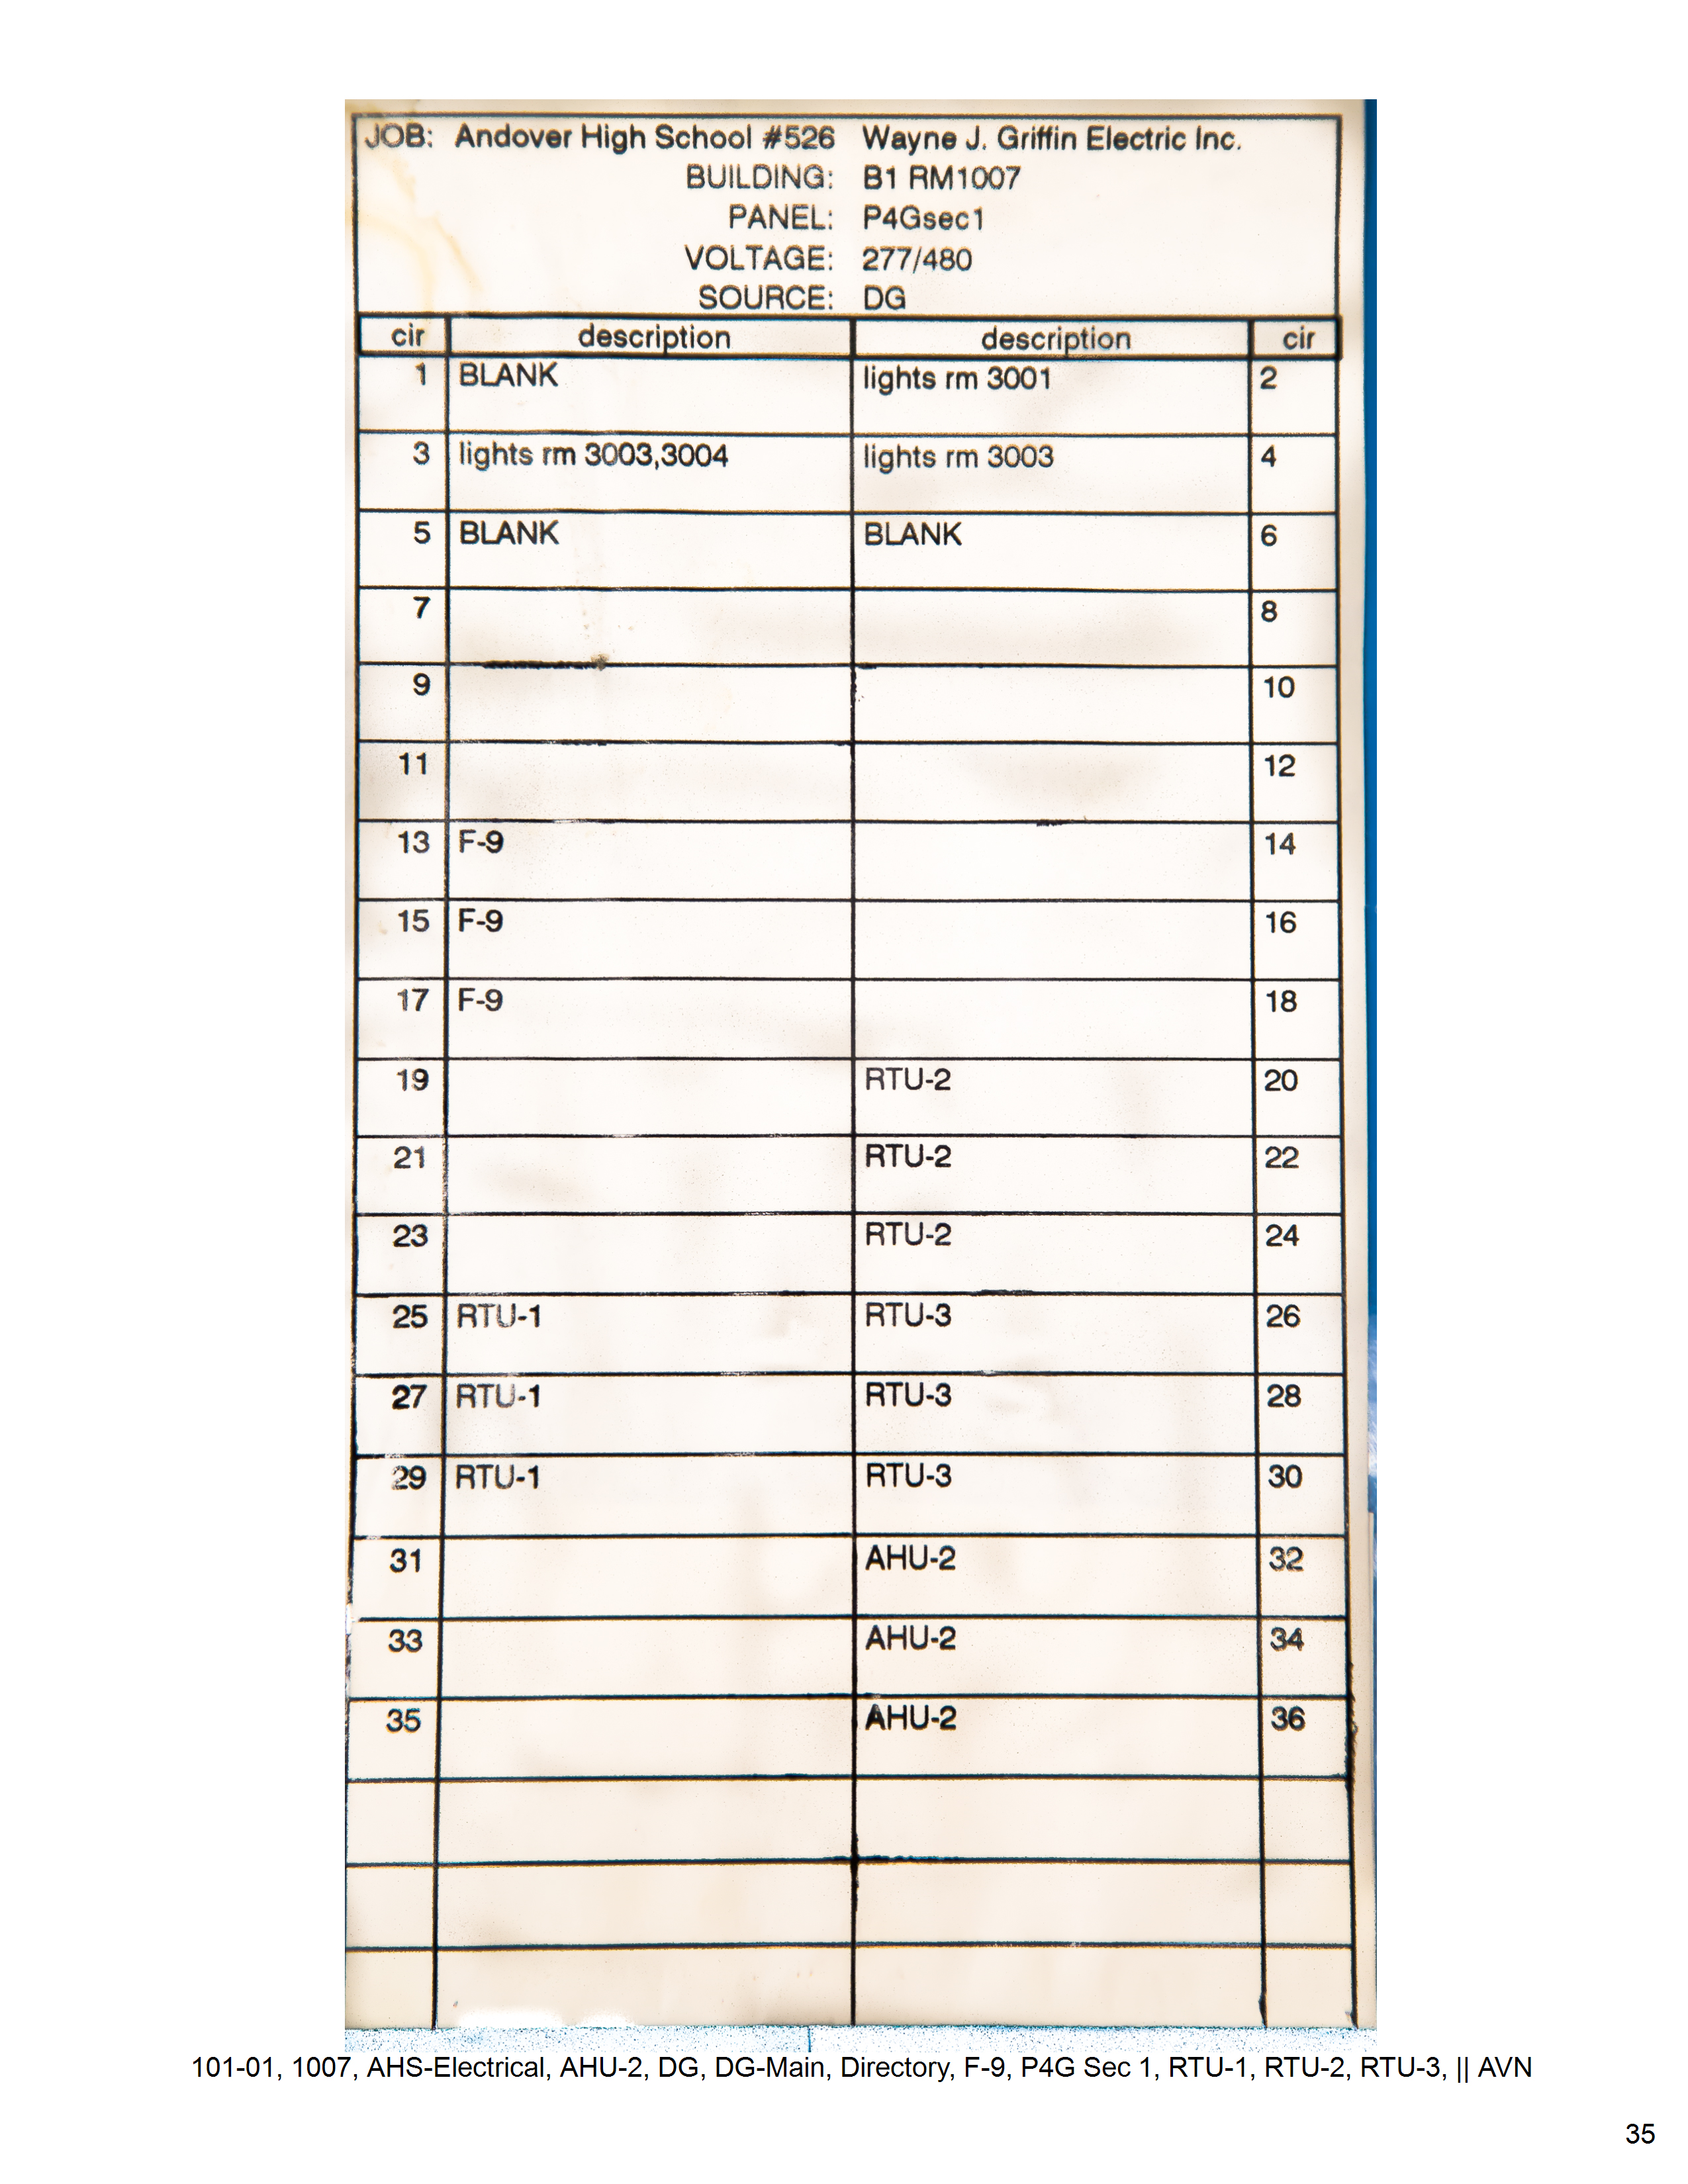 JOB: Andover High School #526 Wayne J. Griffin Electric Inc.
BUILDING: B1 RM1007
PANEL: P4Gsec1
VOLTAGE: 277/480
SOURCE: DG
cir description description cir
1 BLANK lights rm 3001 2
3 lights rm 3003,3004 lights rm 3003 4
5 BLANK BLANK 6
7 8
9 10
11 12
13 F-9 14
15 F-9 16
17 F-9 18
19 RTU-2 20
21 RTU-2 22
23 RTU-2 24
25 RTU-1 RTU-3 26
27 RTU-1 RTU-3 28
29 RTU-1 RTU-3 30
31 AHU-2 32
33 AHU-2 34
35 AHU-2 36
101-01, 1007, AHS-Electrical, AHU-2, DG, DG-Main, Directory, F-9, P4G Sec 1, RTU-1, RTU-2, RTU-3, || AVN
35